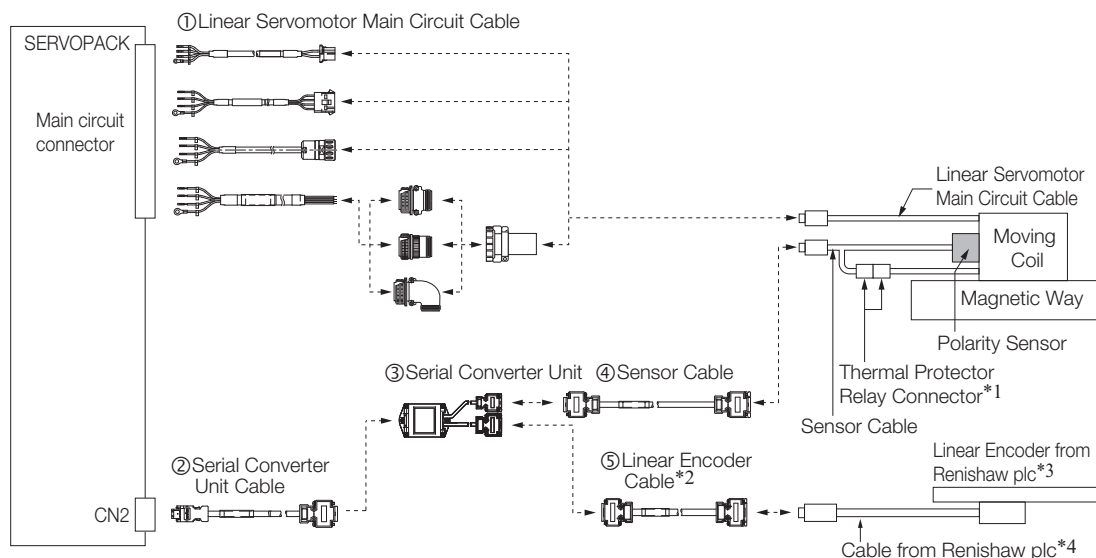 ①Linear Servomotor Main Circuit Cable
SERVOPACK
Main circuit
connector
Linear Servomotor
Main Circuit Cable
Moving
Coil
Magnetic Way
Polarity Sensor
③Serial Converter Unit
④Sensor Cable
Thermal Protector
Relay Connector*1
Sensor Cable
②Serial Converter
Unit Cable
⑤Linear Encoder
Cable*2
Linear Encoder from
Renishaw plc*3
CN2
Cable from Renishaw plc*4